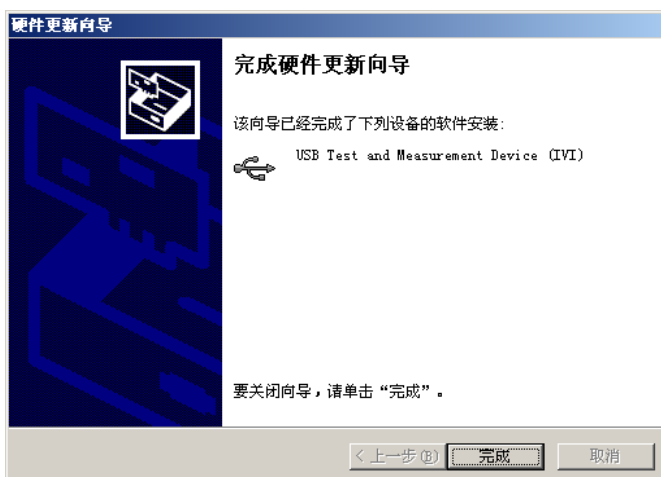 硬件更新向导
完成硬件更新向导
该向导已经完成了下列设备的软件安装:
USB Test and Measurement Device (IVI)
要关闭向导，请单击“完成”。
< 上一步(B) 完成 取消